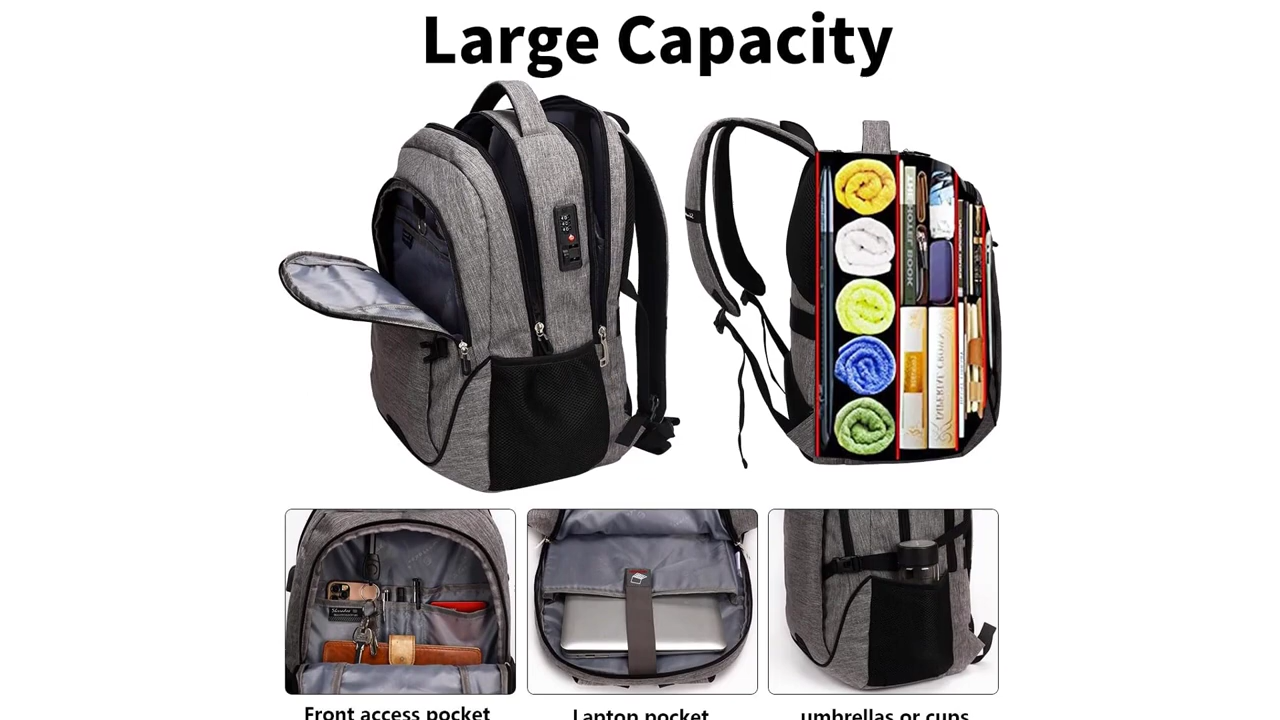 Large Capacity
Front access pocket
Laptop pocket
umbrellas or cups